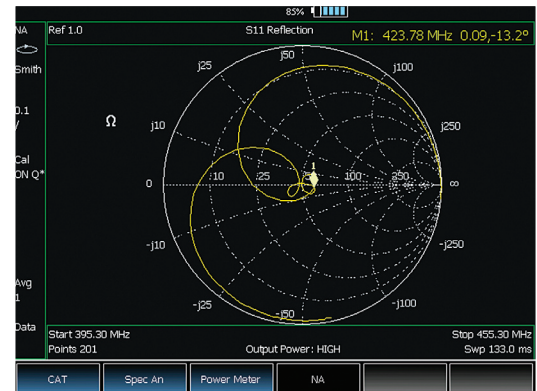 85%
NA
Ref 1.0
S11 Reflection
M1: 423.78 MHz 0.09,-13.2º
Smith
0.1
/
Cal
ON Q*
Avg
1
Data
Ω
j50
j25
j100
j10
j250
1
0
10
25
100
250
∞
-j10
-j250
-j25
-j50
-j100
Start 395.30 MHz
Stop 455.30 MHz
Points 201
Output Power: HIGH
Swp 133.0 ms
CAT
Spec An
Power Meter
NA